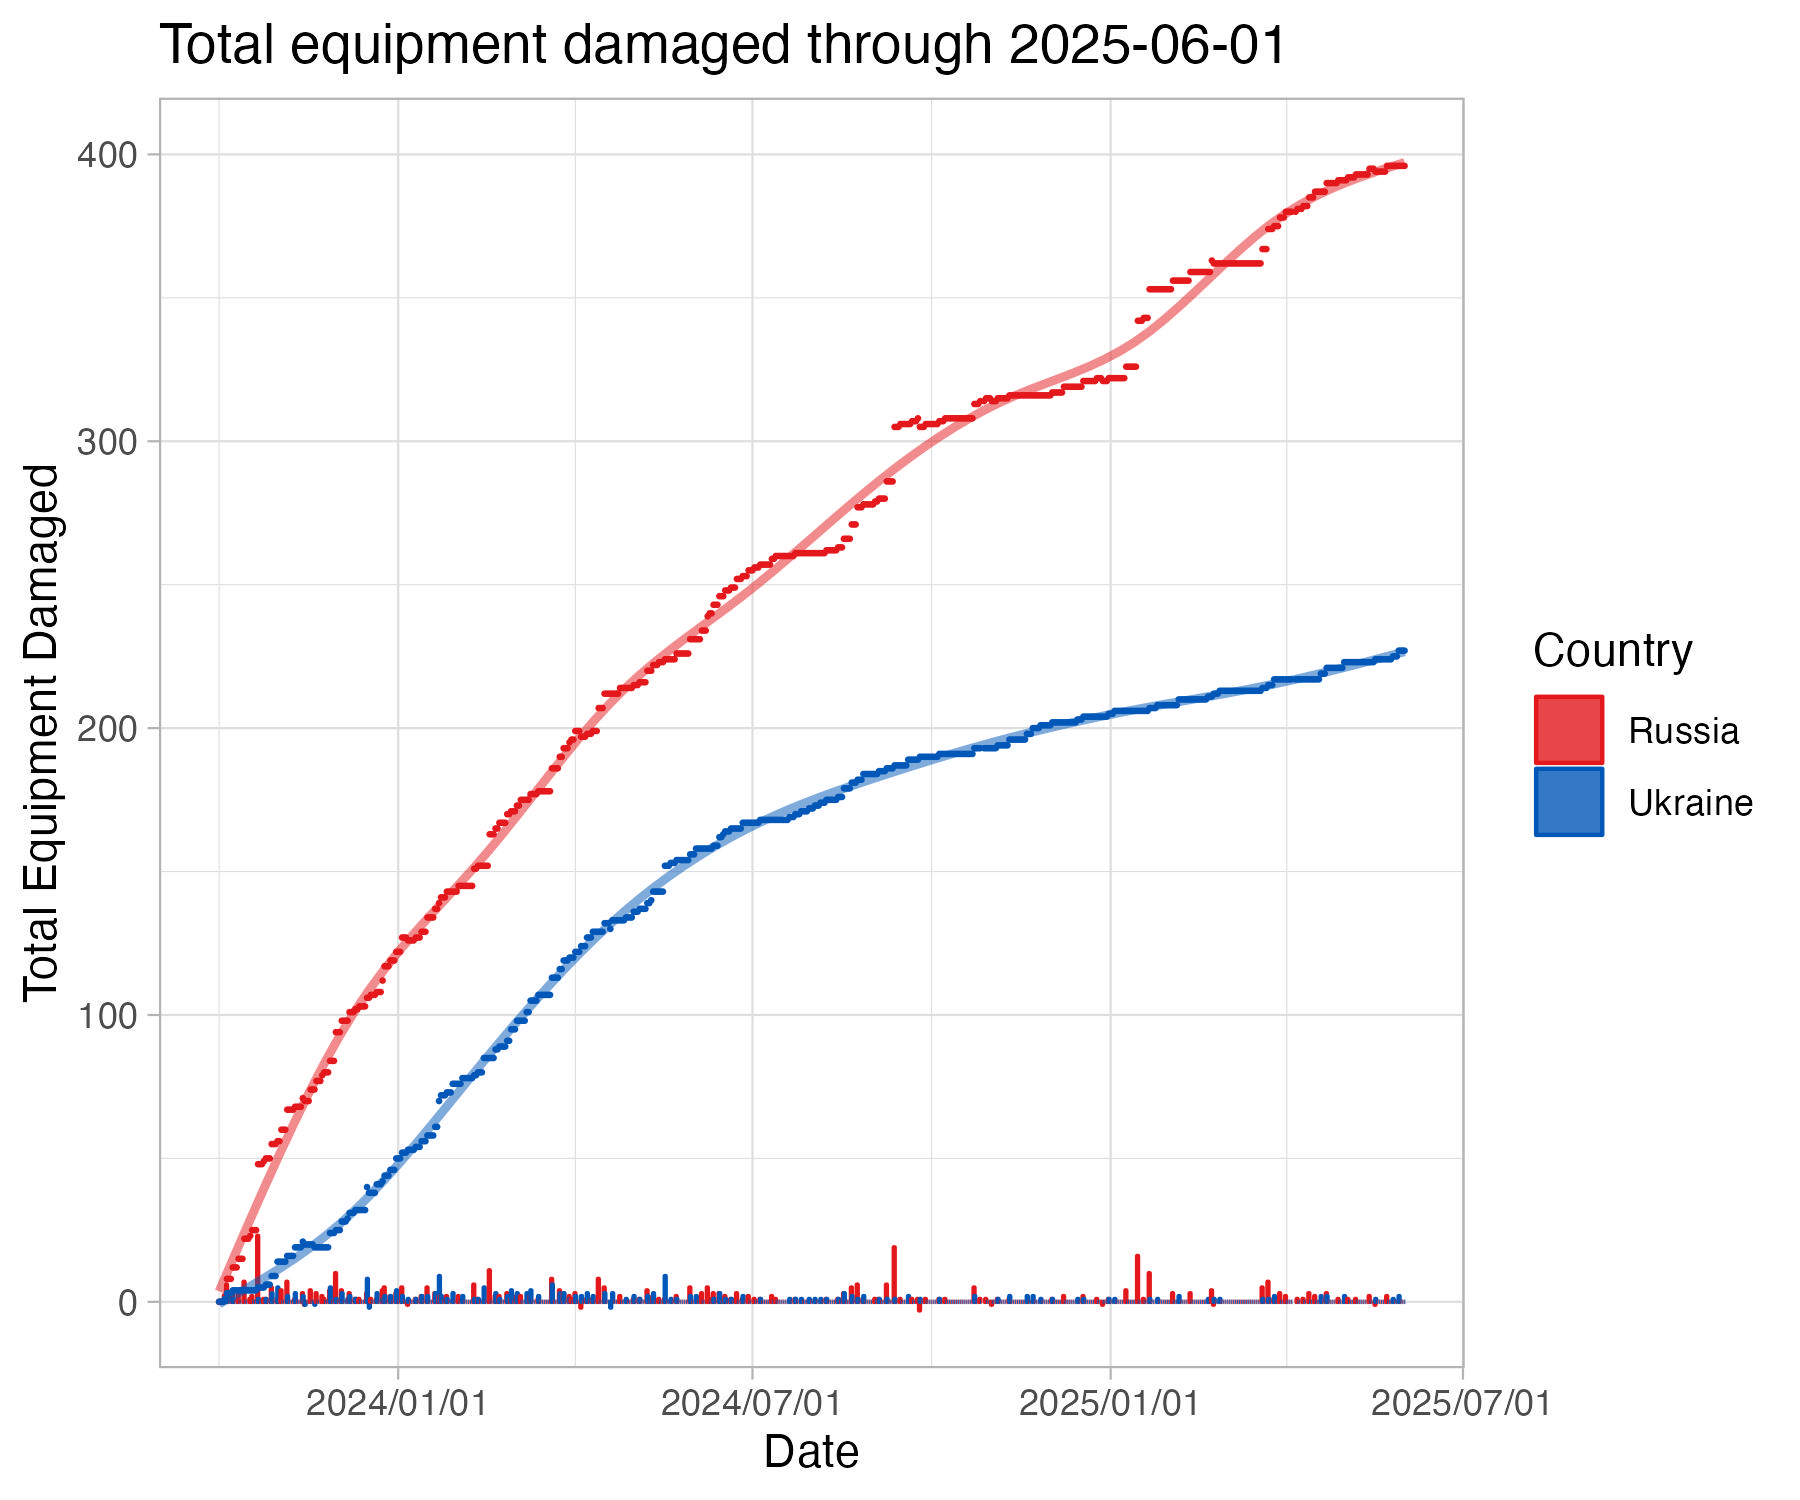 Total equipment damaged through 2025-06-01
Total Equipment Damaged
400
300
200
100
0
2024/01/01
2024/07/01
2025/01/01
2025/07/01
Date
Country
Russia
Ukraine